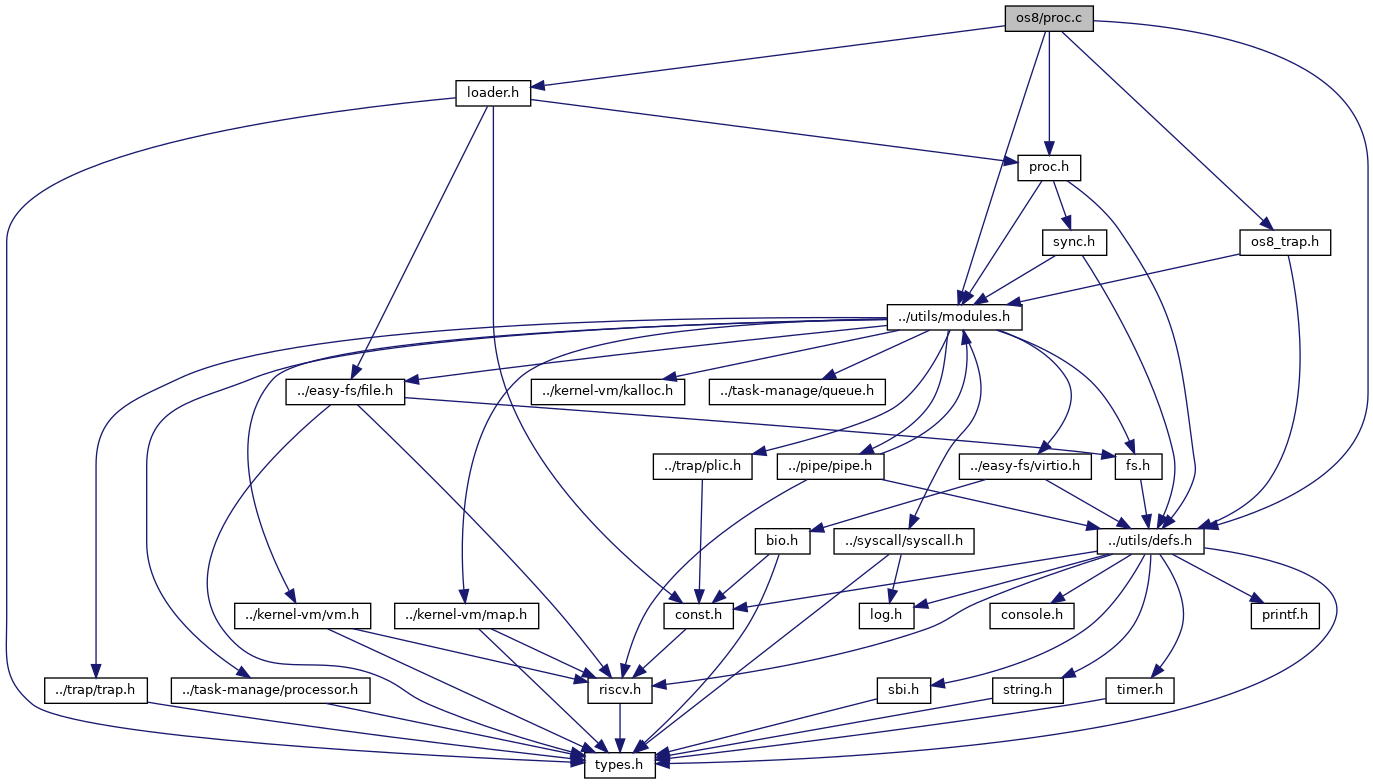 os8/proc.c
loader.h
proc.h
sync.h
os8_trap.h
../utils/modules.h
../easy-fs/file.h
../kernel-vm/kalloc.h
../task-manage/queue.h
../trap/plic.h
../pipe/pipe.h
../easy-fs/virtio.h
fs.h
bio.h
../syscall/syscall.h
../utils/defs.h
../kernel-vm/vm.h
../kernel-vm/map.h
const.h
log.h
console.h
printf.h
../trap/trap.h
../task-manage/processor.h
riscv.h
sbi.h
string.h
timer.h
types.h